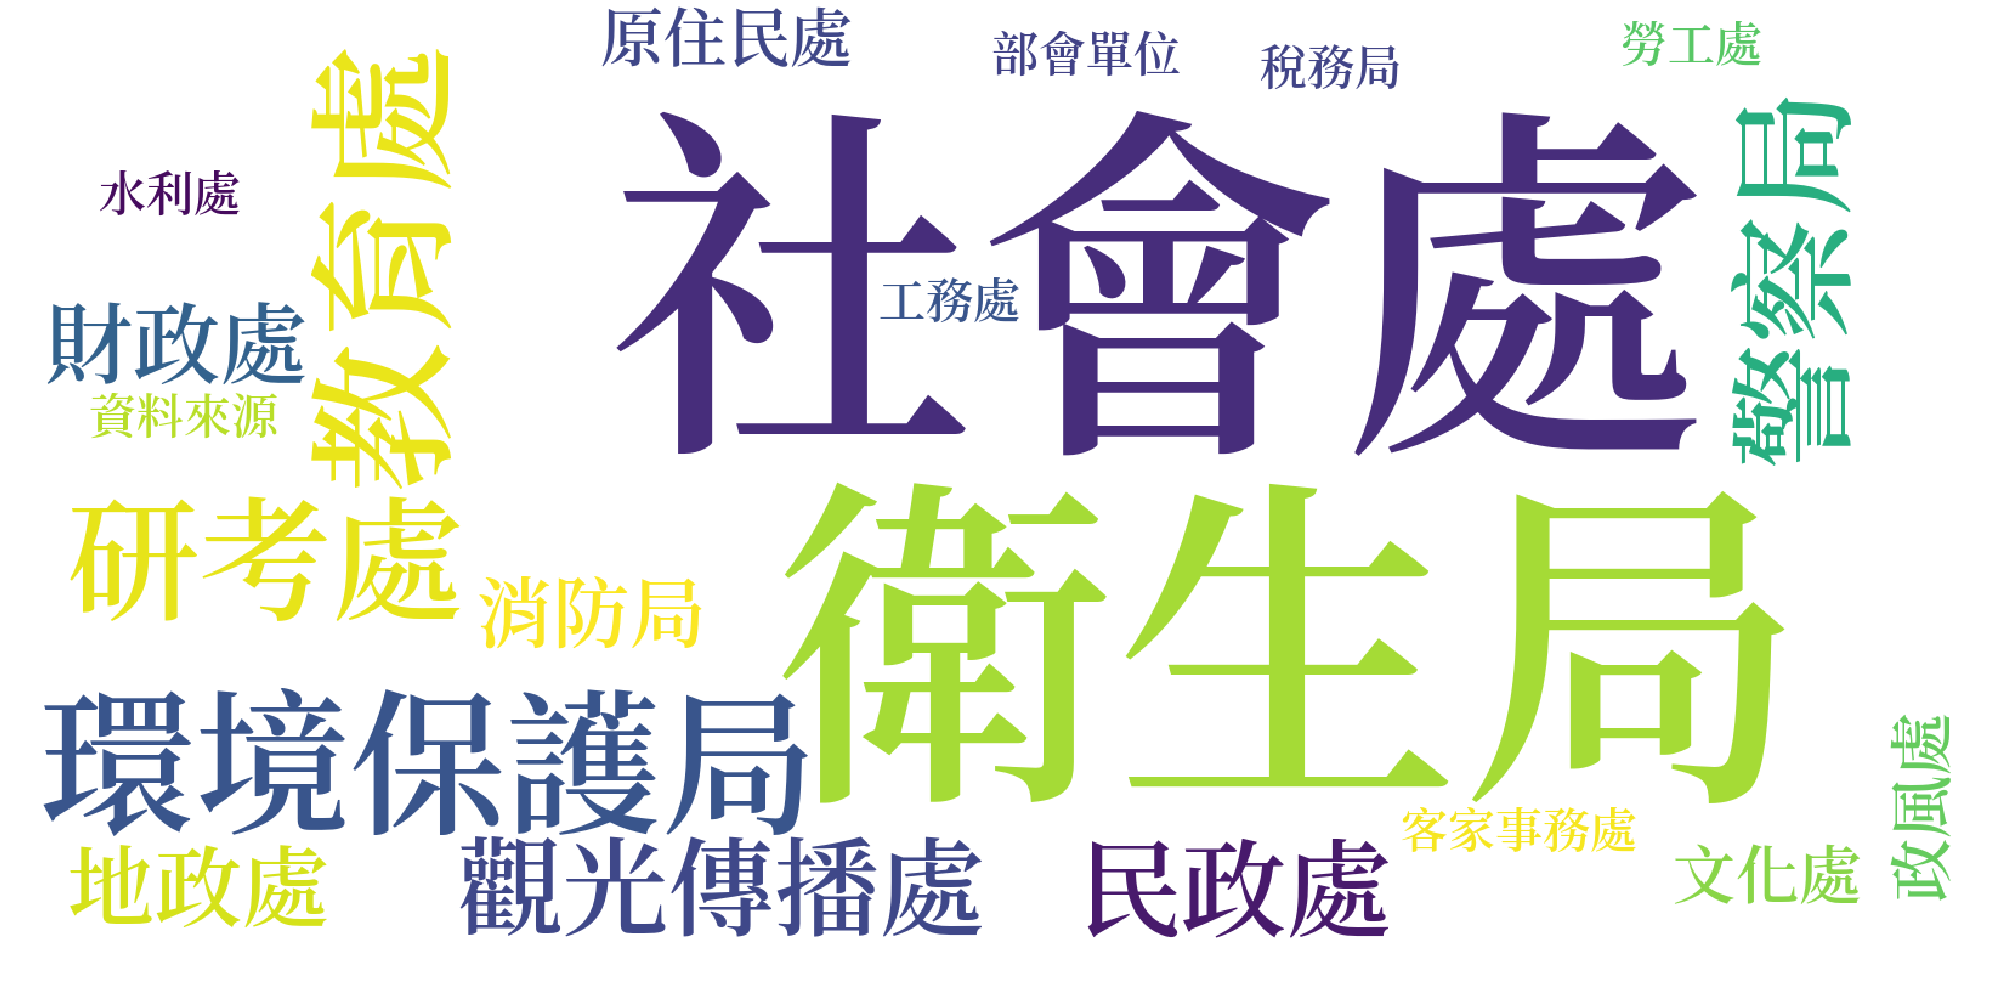 原住民處
部會單位
稅務局
勞工處
教育處
社會處
警察局
水利處
工務處
財政處
資料來源
研考處
衛生局
消防局
環境保護局
客家事務處
政風處
地政處
觀光傳播處
民政處
文化處